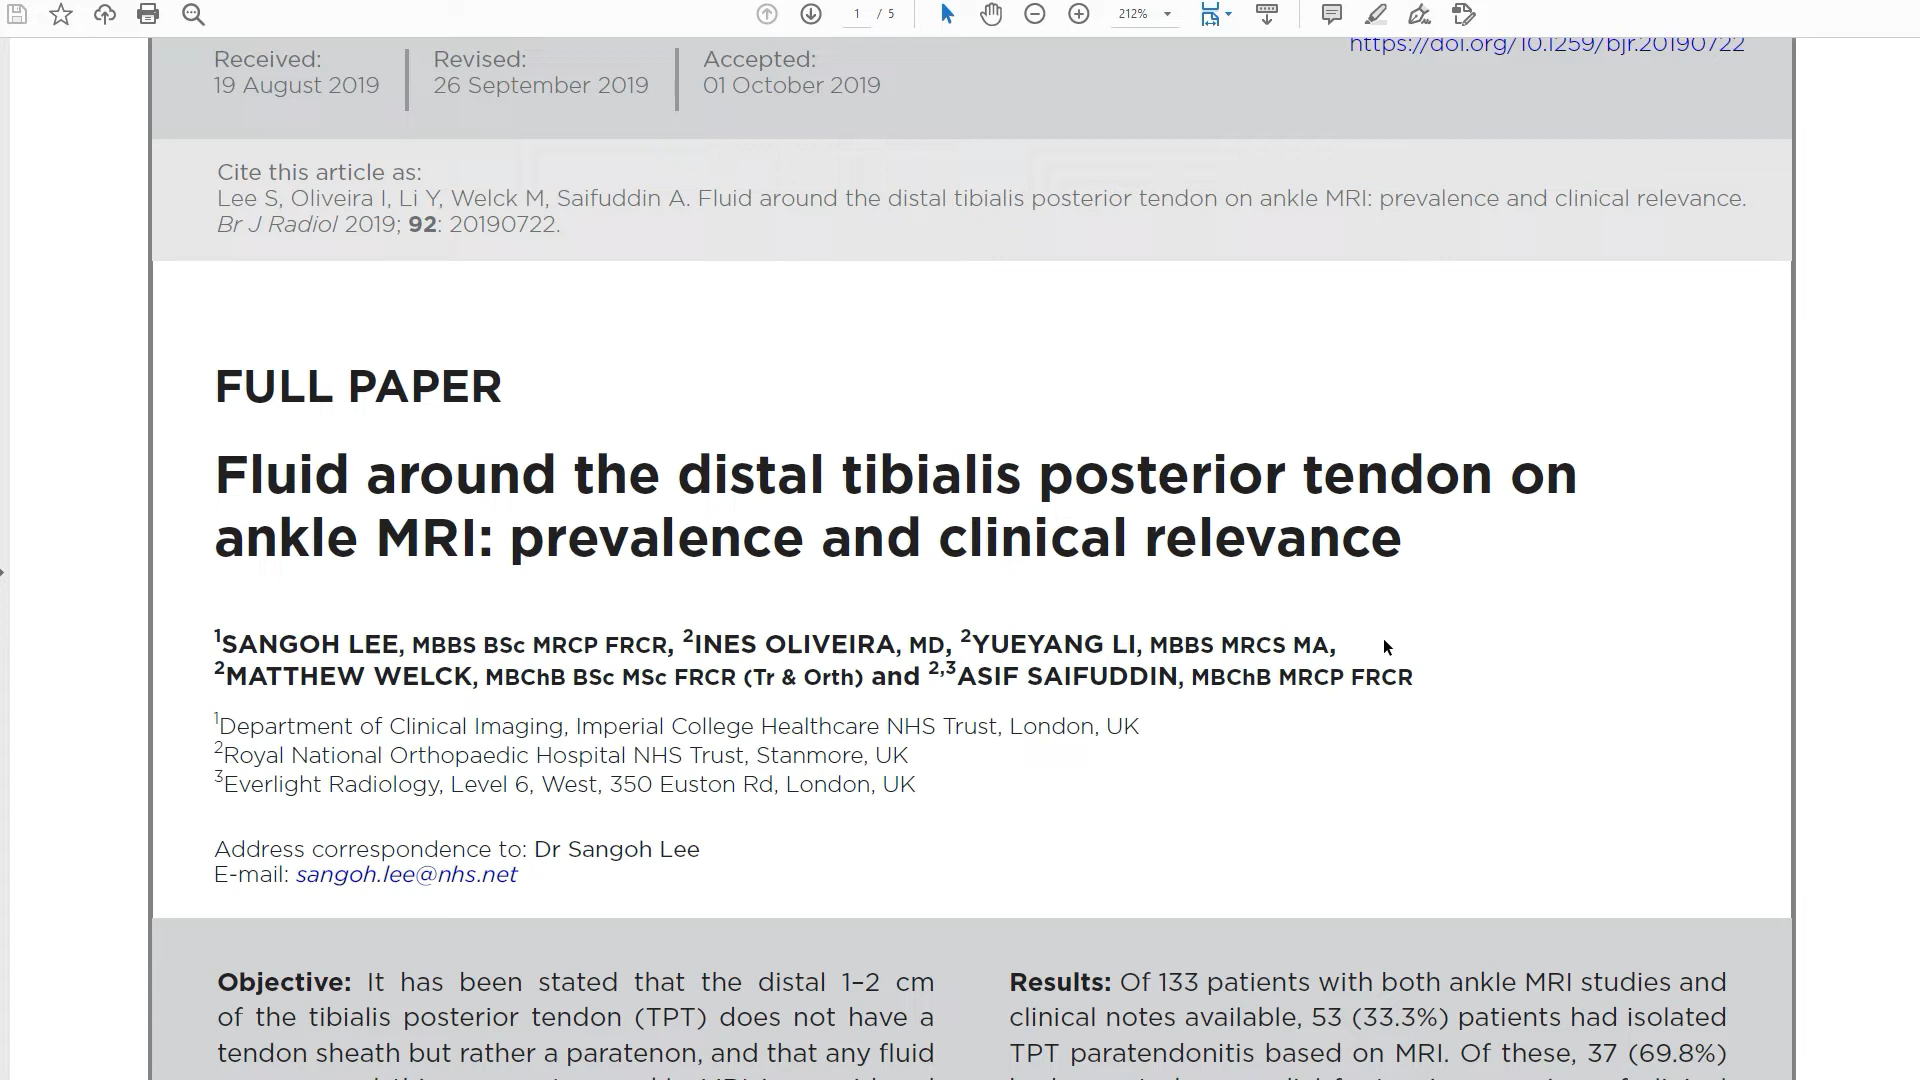 1 / 5
212%
https://doi.org/10.1259/bjr.20190722
Received:
19 August 2019
Revised:
26 September 2019
Accepted:
01 October 2019
Cite this article as:
Lee S, Oliveira I, Li Y, Welck M, Saifuddin A. Fluid around the distal tibialis posterior tendon on ankle MRI: prevalence and clinical relevance.
Br J Radiol 2019; 92: 20190722.
FULL PAPER
Fluid around the distal tibialis posterior tendon on
ankle MRI: prevalence and clinical relevance
1SANGOH LEE, MBBS BSc MRCP FRCR, 2INES OLIVEIRA, MD, 2YUEYANG LI, MBBS MRCS MA,
2MATTHEW WELCK, MBChB BSc MSc FRCR (Tr & Orth) and 2,3ASIF SAIFUDDIN, MBChB MRCP FRCR
1Department of Clinical Imaging, Imperial College Healthcare NHS Trust, London, UK
2Royal National Orthopaedic Hospital NHS Trust, Stanmore, UK
3Everlight Radiology, Level 6, West, 350 Euston Rd, London, UK
Address correspondence to: Dr Sangoh Lee
E-mail: sangoh.lee@nhs.net
Objective: It has been stated that the distal 1–2 cm
of the tibialis posterior tendon (TPT) does not have a
tendon sheath but rather a paratenon, and that any fluid
Results: Of 133 patients with both ankle MRI studies and
clinical notes available, 53 (33.3%) patients had isolated
TPT paratendonitis based on MRI. Of these, 37 (69.8%)